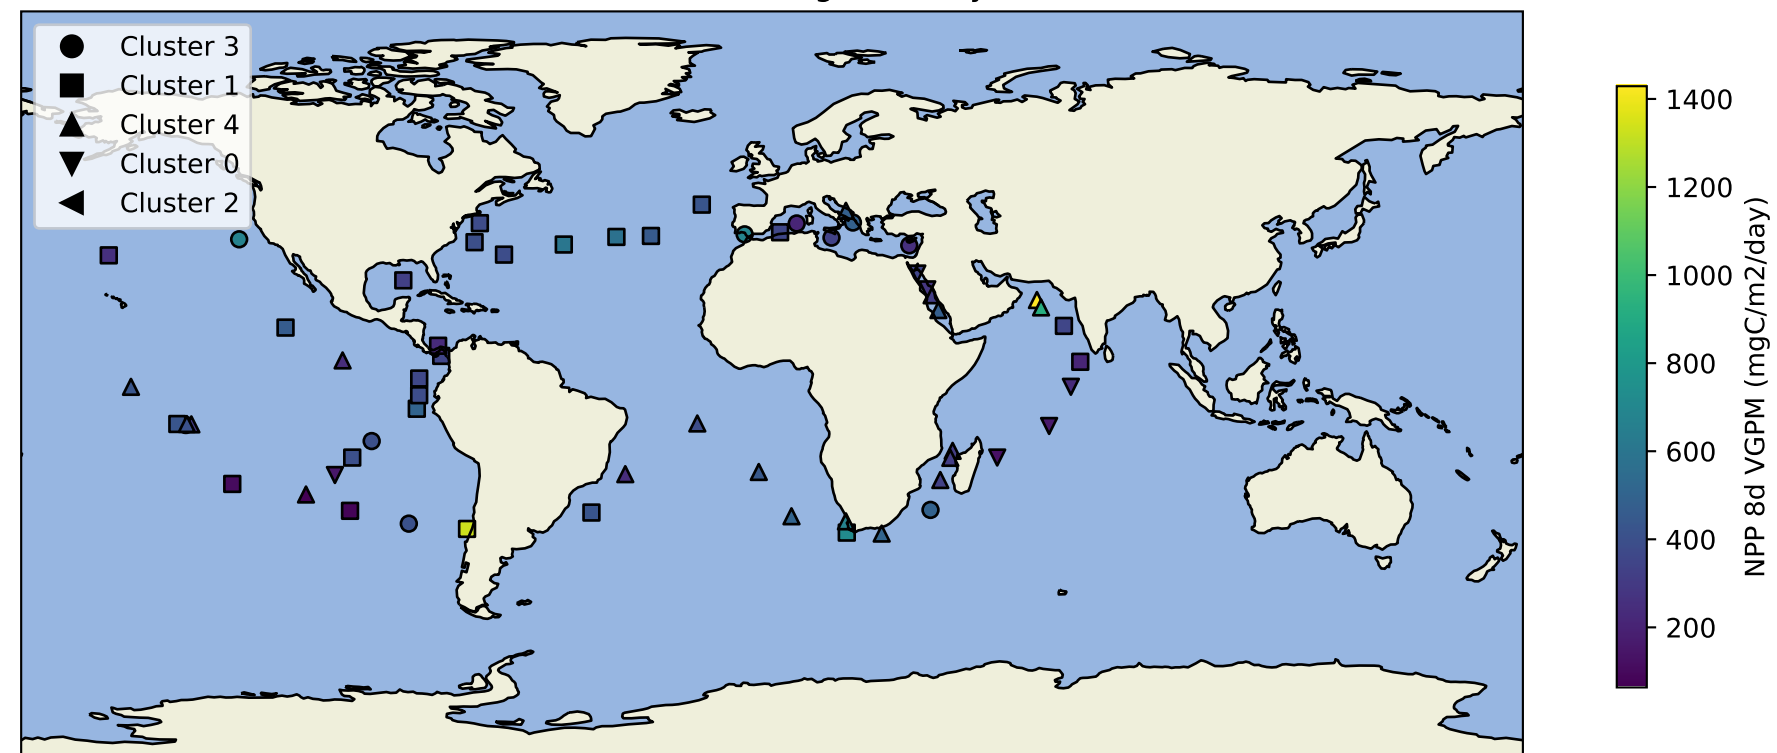 Cluster 3
Cluster 1
Cluster 4
Cluster 0
Cluster 2
1400
1200
1000
800
600
400
200
NPP 8d VGPM (mgC/m2/day)